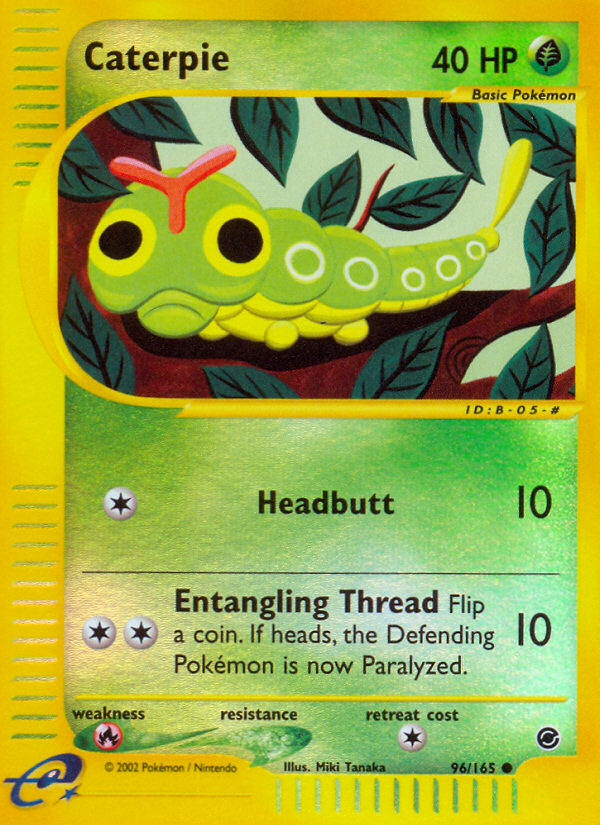 Caterpie
40 HP
Basic Pokémon
ID:B-05-#
Headbutt 10
Entangling Thread Flip
a coin. If heads, the Defending 10
Pokémon is now Paralyzed.
weakness resistance retreat cost
© 2002 Pokémon / Nintendo Illus. Miki Tanaka 96/165
e